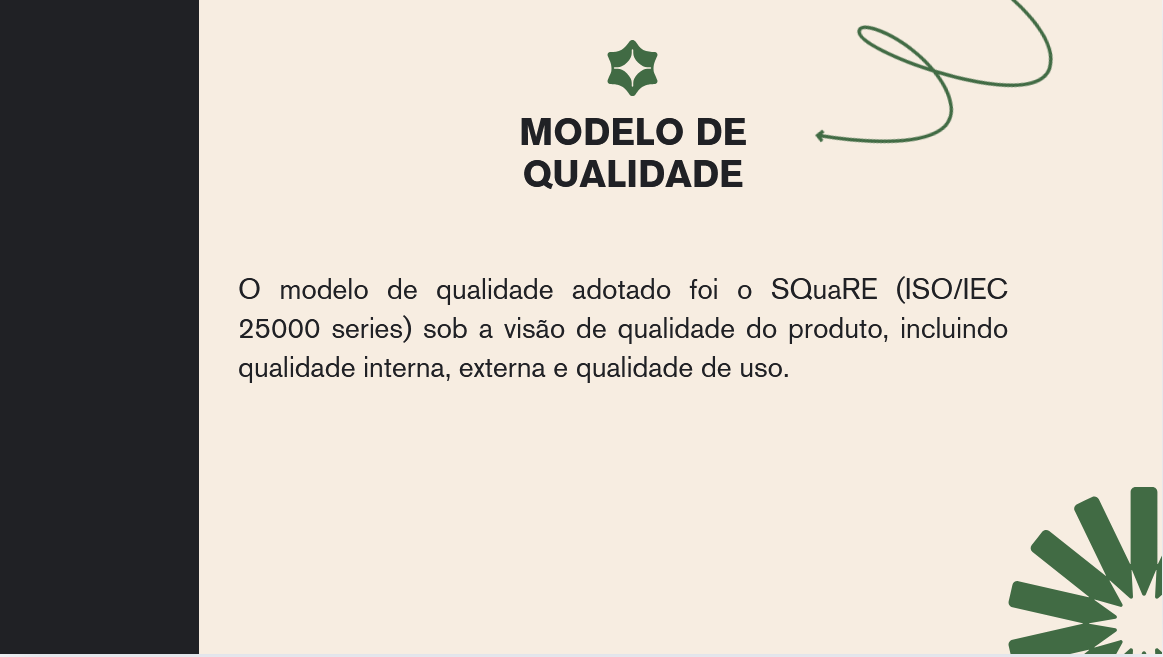 MODELO DE
QUALIDADE
O modelo de qualidade adotado foi o SQuaRE (ISO/IEC
25000 series) sob a visão de qualidade do produto, incluindo
qualidade interna, externa e qualidade de uso.